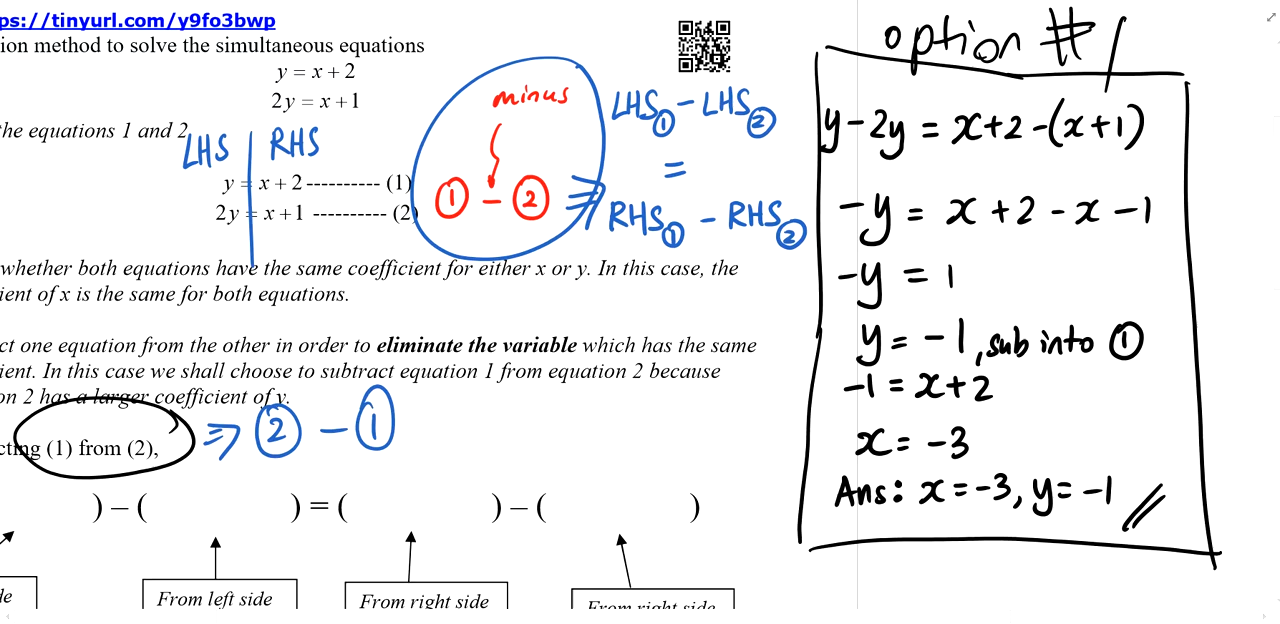 ps://tinyurl.com/y9fo3bwp
ion method to solve the simultaneous equations
y = x + 2
2y = x + 1
he equations 1 and 2
LHS | RHS
y = x + 2 ---------- (1)
2y = x + 1 ---------- (2)
minus
① − ② ⇒
LHS① − LHS②
=
RHS① − RHS②
whether both equations have the same coefficient for either x or y. In this case, the
ient of x is the same for both equations.
ct one equation from the other in order to eliminate the variable which has the same
ient. In this case we shall choose to subtract equation 1 from equation 2 because
on 2 has a larger coefficient of y.
cting (1) from (2), ⇒ ② − ①
) − ( ) = ( ) − ( )
le
From left side
From right side
From right side
option #1
y − 2y = x + 2 − (x + 1)
−y = x + 2 − x − 1
−y = 1
y = −1, sub into ①
−1 = x + 2
x = −3
Ans: x = −3, y = −1 //